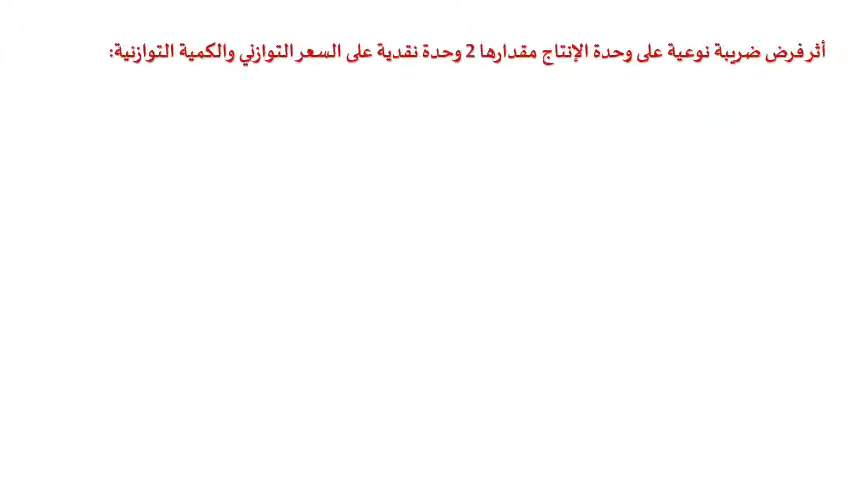 أثر فرض ضريبة نوعية على وحدة الإنتاج مقدارها 2 وحدة نقدية على السعر التوازني والكمية التوازنية: